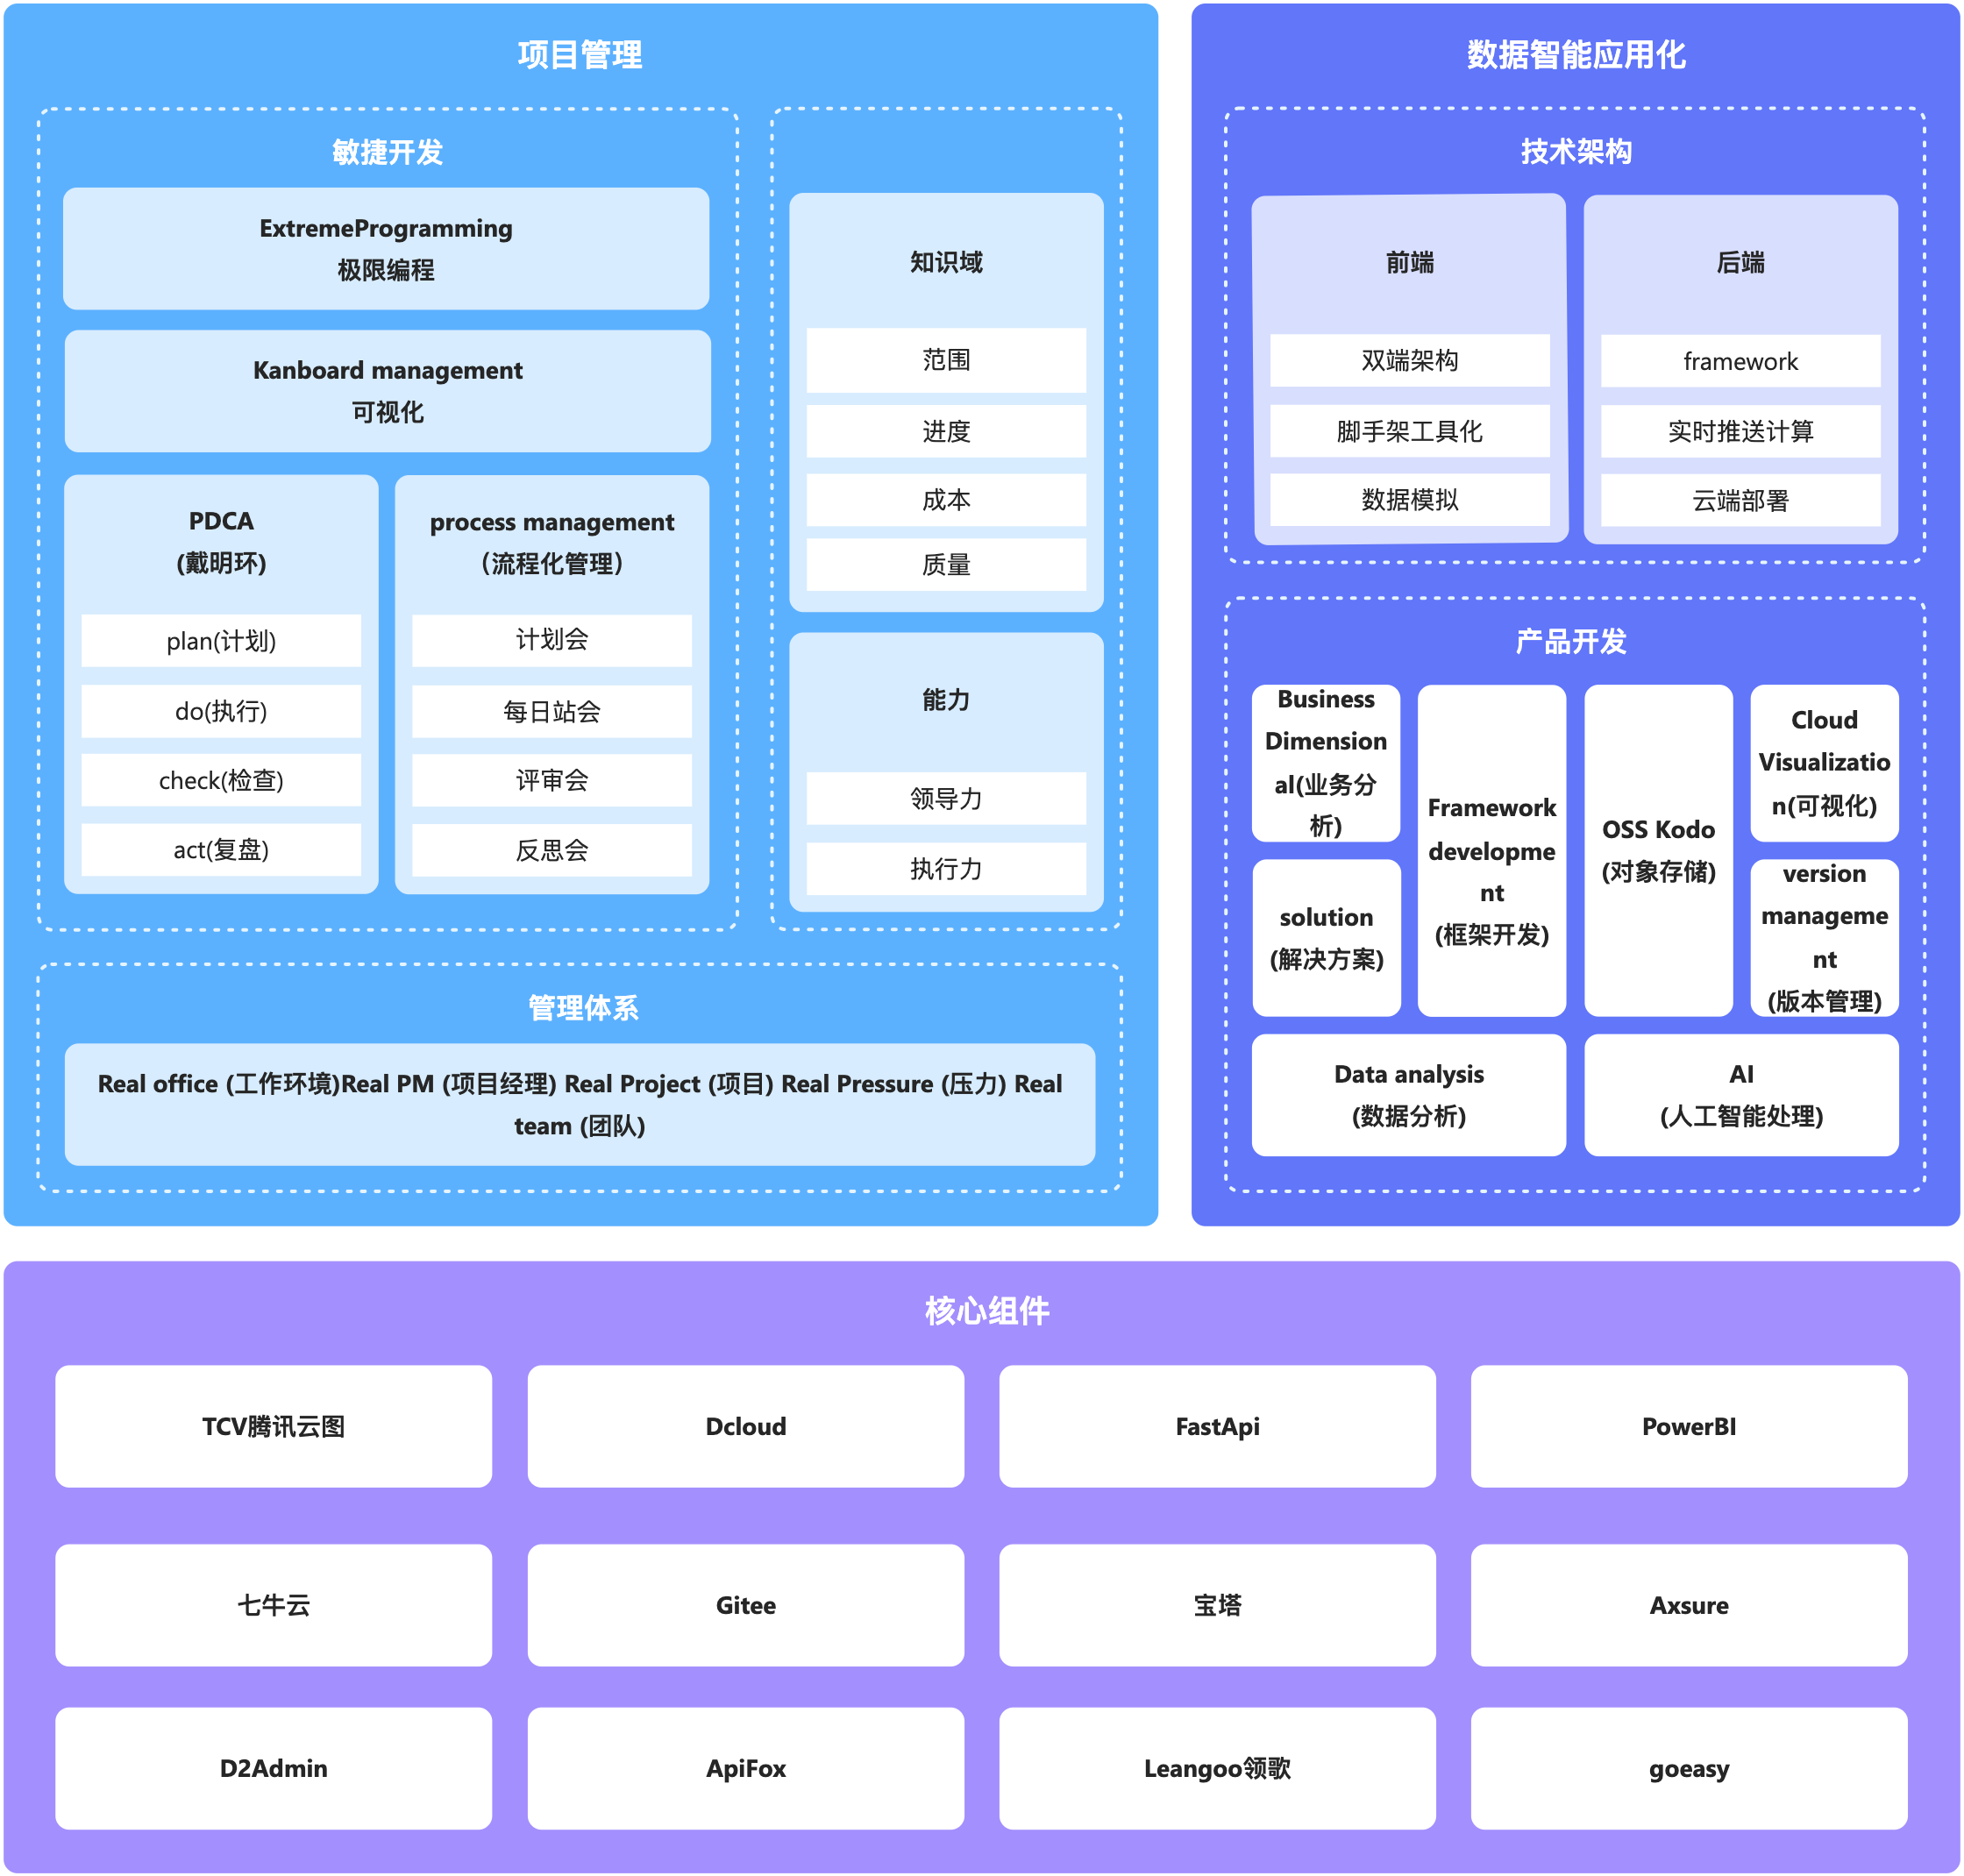 项目管理
敏捷开发
ExtremeProgramming
极限编程
Kanboard management
可视化
PDCA
(戴明环)
plan(计划)
do(执行)
check(检查)
act(复盘)
process management
（流程化管理）
计划会
每日站会
评审会
反思会
知识域
范围
进度
成本
质量
能力
领导力
执行力
管理体系
Real office (工作环境)Real PM (项目经理) Real Project (项目) Real Pressure (压力) Real
team (团队)
数据智能应用化
技术架构
前端
双端架构
脚手架工具化
数据模拟
后端
framework
实时推送计算
云端部署
产品开发
Business
Dimension
al(业务分
析)
solution
(解决方案)
Framework
developme
nt
(框架开发)
OSS Kodo
(对象存储)
Cloud
Visualizatio
n(可视化)
version
manageme
nt
(版本管理)
Data analysis
(数据分析)
AI
(人工智能处理)
核心组件
TCV腾讯云图
Dcloud
FastApi
PowerBI
七牛云
Gitee
宝塔
Axsure
D2Admin
ApiFox
Leangoo领歌
goeasy